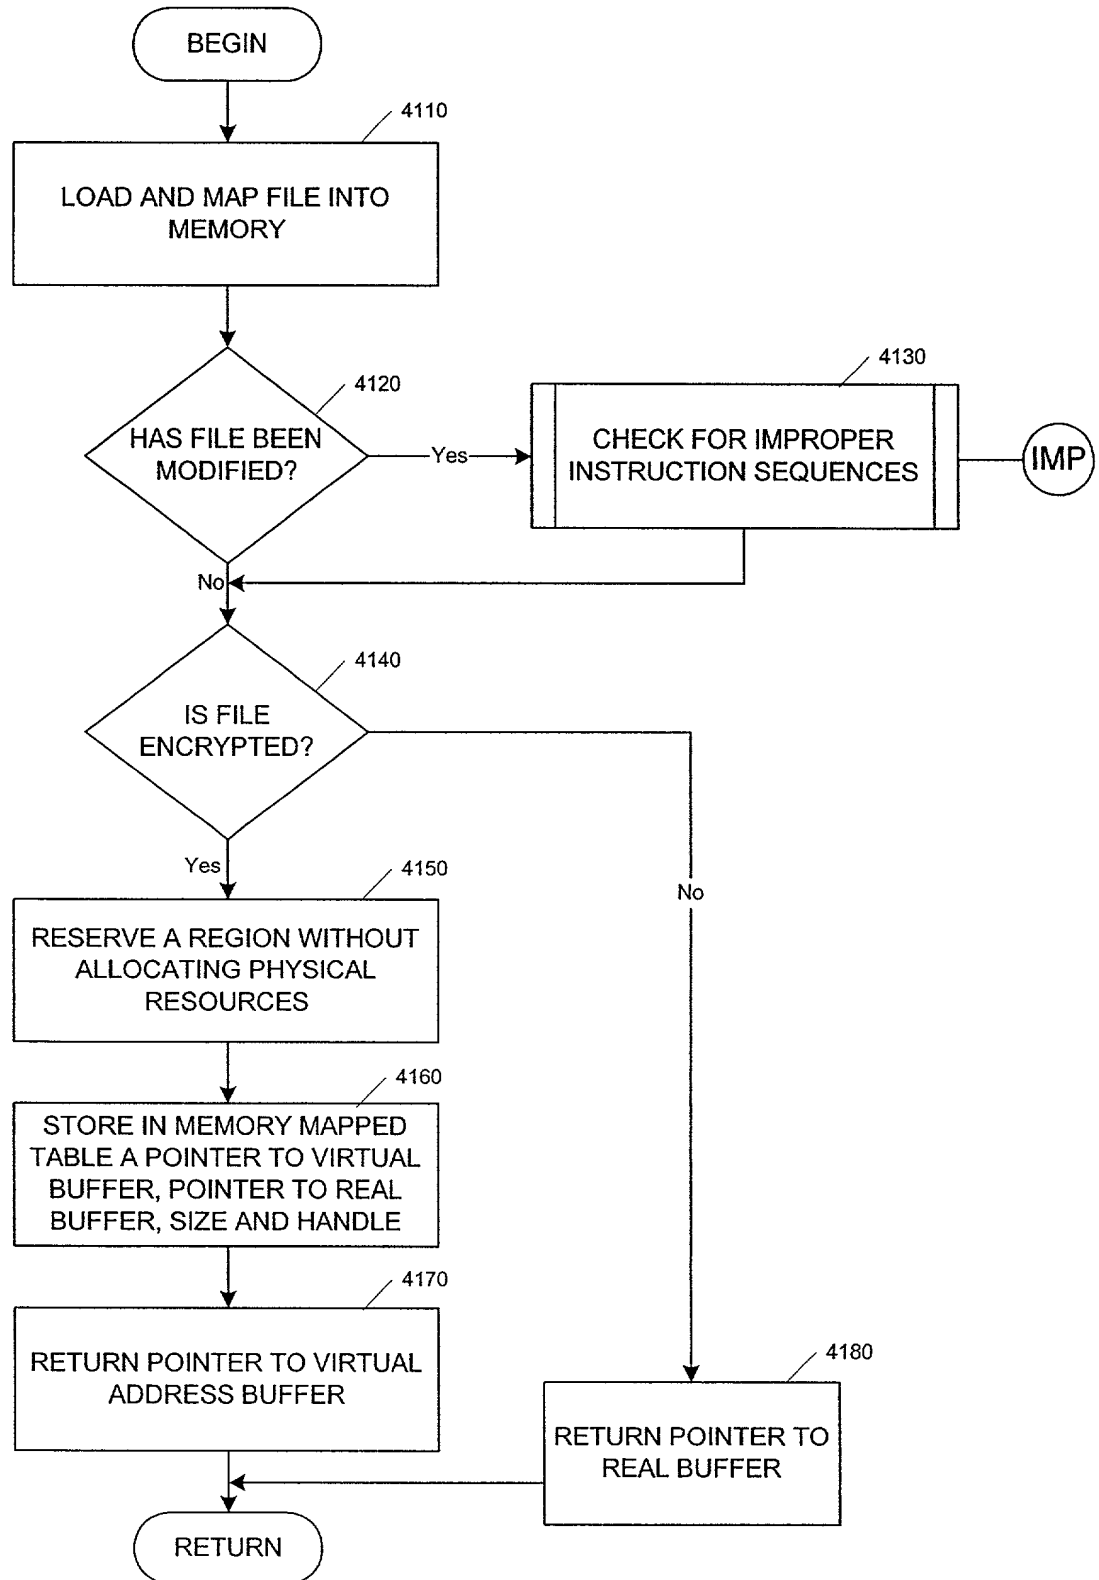 BEGIN
4110
LOAD AND MAP FILE INTO
MEMORY
4120
HAS FILE BEEN
MODIFIED?
Yes
4130
CHECK FOR IMPROPER
INSTRUCTION SEQUENCES
IMP
No
4140
IS FILE
ENCRYPTED?
Yes
No
4150
RESERVE A REGION WITHOUT
ALLOCATING PHYSICAL
RESOURCES
4160
STORE IN MEMORY MAPPED
TABLE A POINTER TO VIRTUAL
BUFFER, POINTER TO REAL
BUFFER, SIZE AND HANDLE
4170
RETURN POINTER TO VIRTUAL
ADDRESS BUFFER
4180
RETURN POINTER TO
REAL BUFFER
RETURN